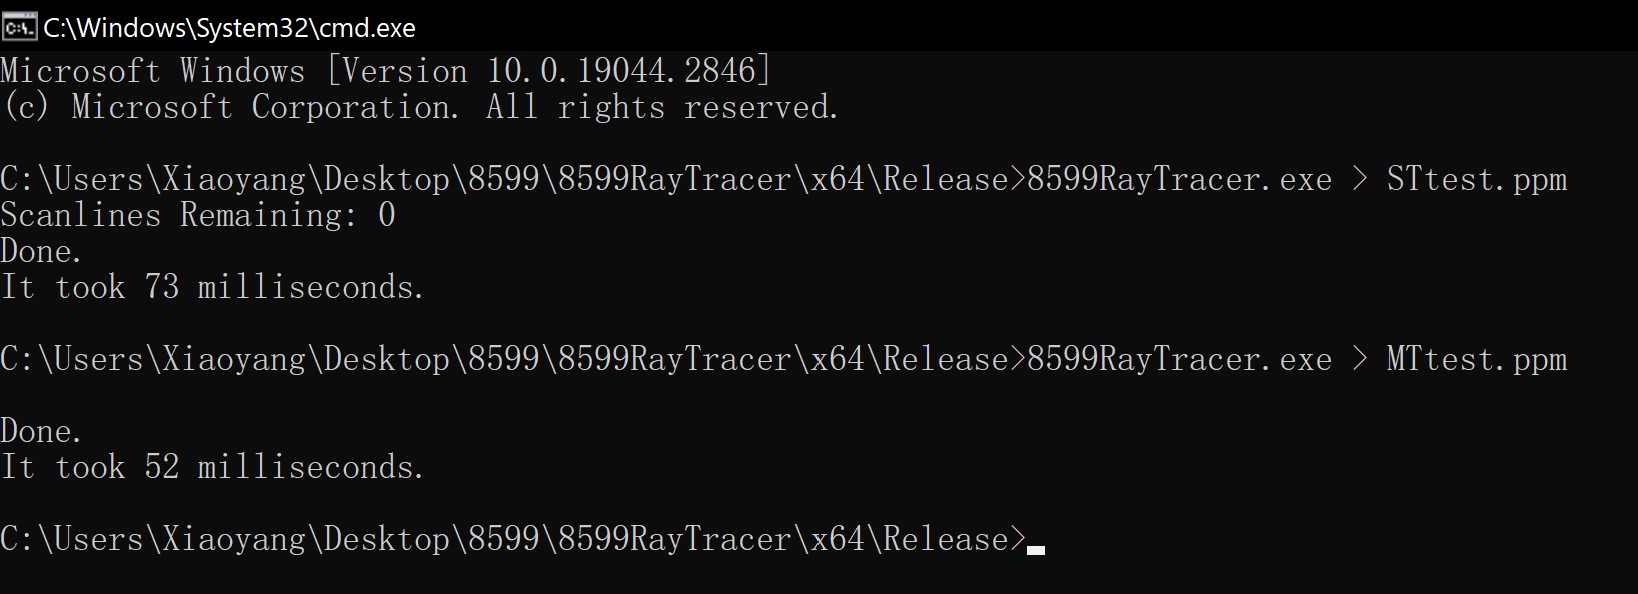 C:\Windows\System32\cmd.exe
Microsoft Windows [Version 10.0.19044.2846]
(c) Microsoft Corporation. All rights reserved.
C:\Users\Xiaoyang\Desktop\8599\8599RayTracer\x64\Release>8599RayTracer.exe > STtest.ppm
Scanlines Remaining: 0
Done.
It took 73 milliseconds.
C:\Users\Xiaoyang\Desktop\8599\8599RayTracer\x64\Release>8599RayTracer.exe > MTtest.ppm
Done.
It took 52 milliseconds.
C:\Users\Xiaoyang\Desktop\8599\8599RayTracer\x64\Release>